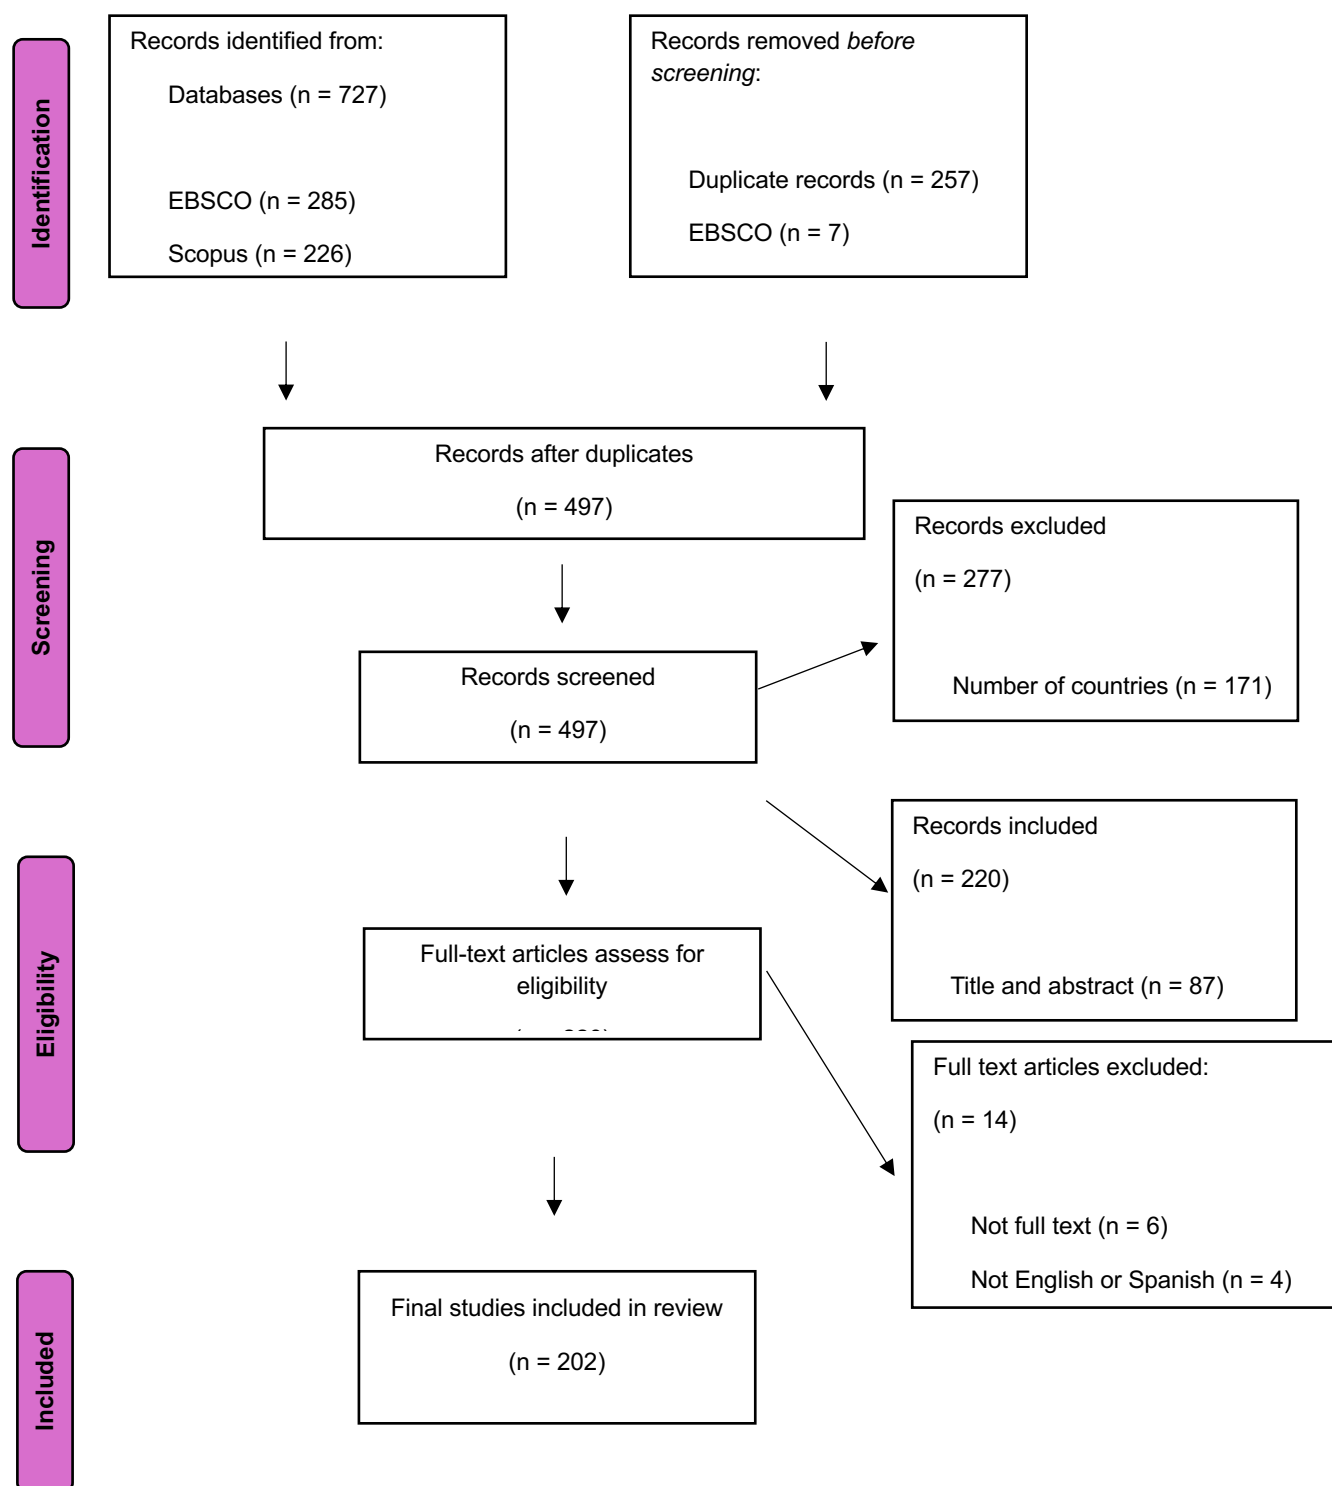 Identification
Records identified from:
Databases (n = 727)
EBSCO (n = 285)
Scopus (n = 226)
Records removed before
screening:
Duplicate records (n = 257)
EBSCO (n = 7)
Screening
Records after duplicates
(n = 497)
Records screened
(n = 497)
Records excluded
(n = 277)
Number of countries (n = 171)
Records included
(n = 220)
Title and abstract (n = 87)
Eligibility
Full-text articles assess for
eligibility
Full text articles excluded:
(n = 14)
Not full text (n = 6)
Not English or Spanish (n = 4)
Included
Final studies included in review
(n = 202)